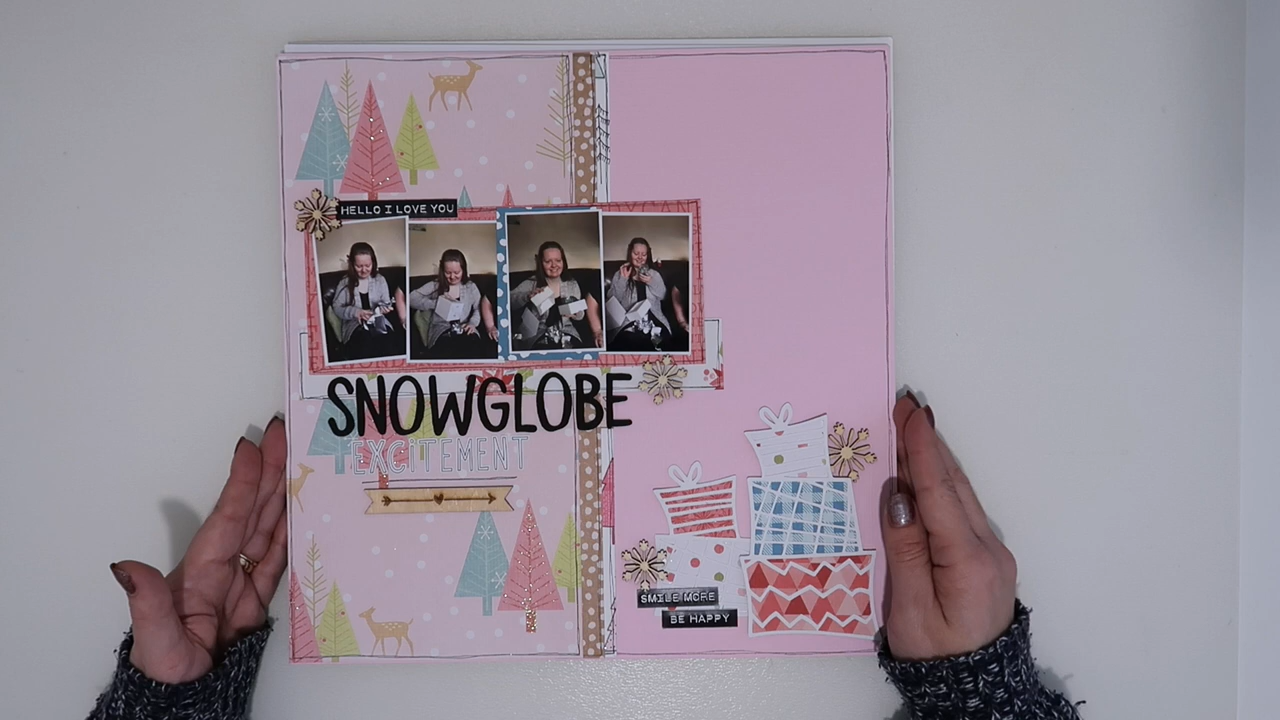 HELLO I LOVE YOU
SNOWGLOBE
EXCiTEMENT
SMILE MORE
BE HAPPY